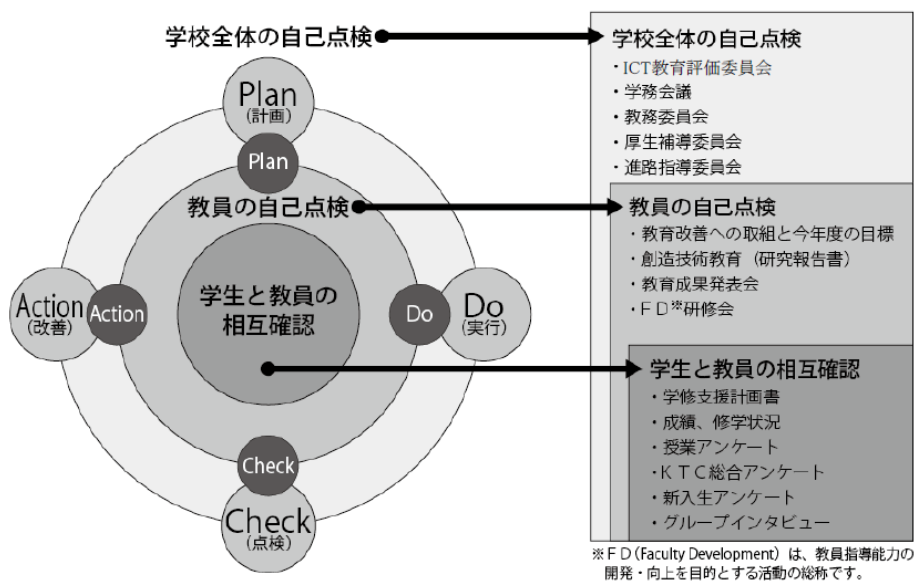 学校全体の自己点検
Plan
(計画)
Plan
教員の自己点検
学生と教員の
相互確認
Action
(改善)
Action
Do
Do
(実行)
Check
Check
(点検)
学校全体の自己点検
・ICT教育評価委員会
・学務会議
・教務委員会
・厚生補導委員会
・進路指導委員会
教員の自己点検
・教育改善への取組と今年度の目標
・創造技術教育（研究報告書）
・教育成果発表会
・ＦＤ※研修会
学生と教員の相互確認
・学修支援計画書
・成績、修学状況
・授業アンケート
・ＫＴＣ総合アンケート
・新入生アンケート
・グループインタビュー
※ＦＤ（Faculty Development）は、教員指導能力の
開発・向上を目的とする活動の総称です。